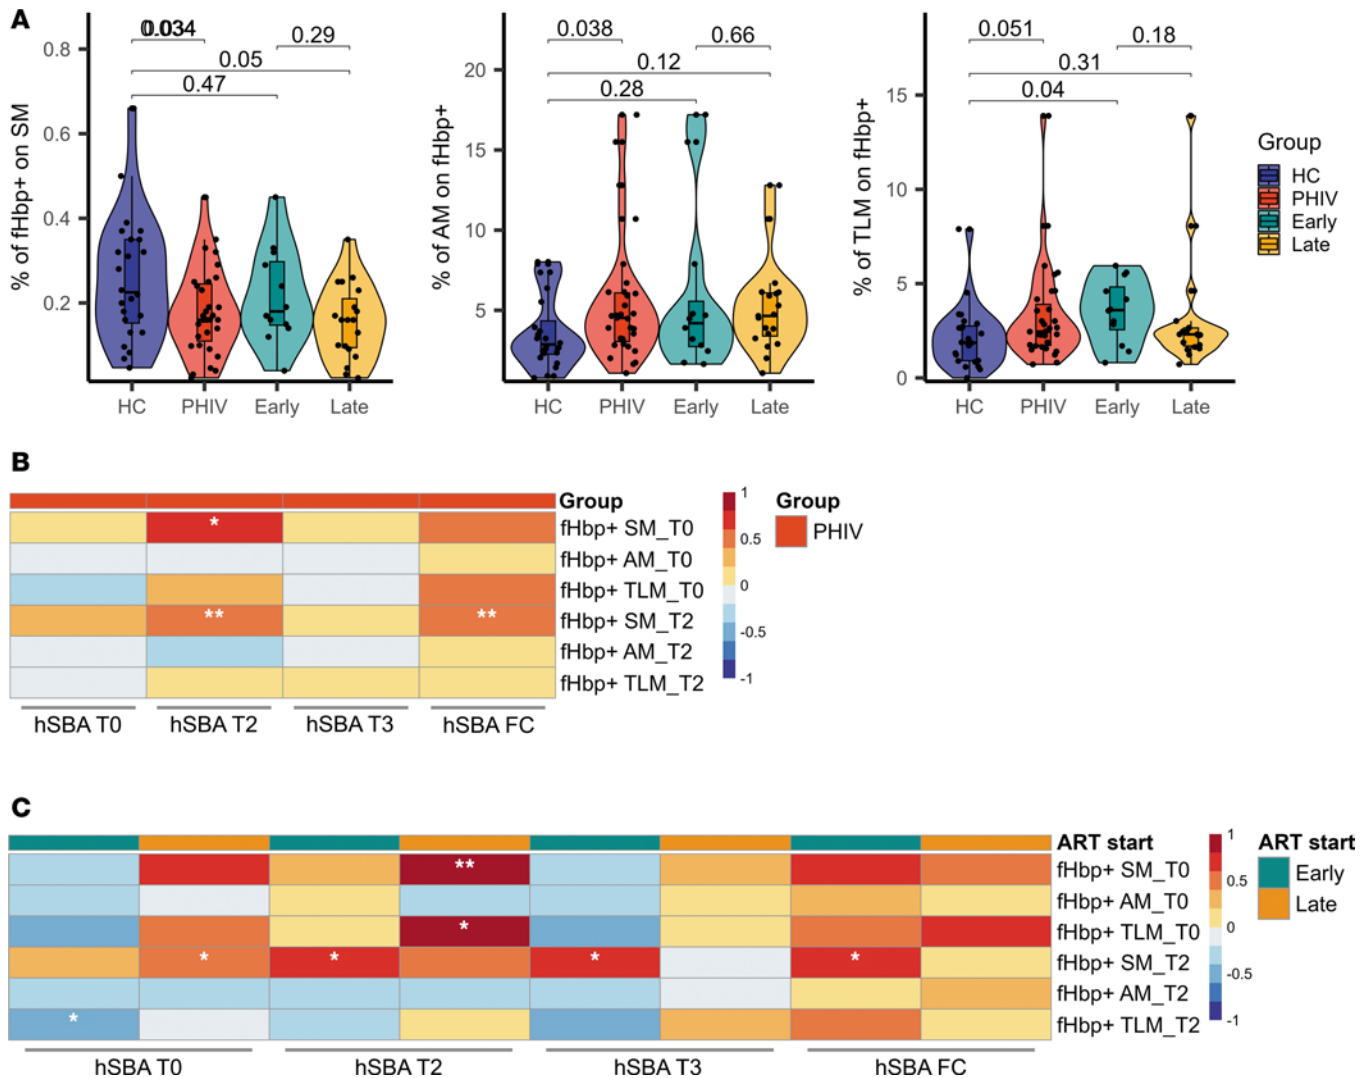 A
% of fHbp+ on SM
0.8
0.6
0.4
0.2
0.034
0.29
0.05
0.47
HC PHIV Early Late
% of AM on fHbp+
20
15
10
5
0.038
0.66
0.12
0.28
HC PHIV Early Late
% of TLM on fHbp+
15
10
5
0
0.051
0.18
0.31
0.04
HC PHIV Early Late
Group
HC
PHIV
Early
Late
B
Group
fHbp+ SM_T0
fHbp+ AM_T0
fHbp+ TLM_T0
fHbp+ SM_T2
fHbp+ AM_T2
fHbp+ TLM_T2
*
** **
hSBA T0 hSBA T2 hSBA T3 hSBA FC
1
0.5
0
-0.5
-1
Group
PHIV
C
ART start
fHbp+ SM_T0
fHbp+ AM_T0
fHbp+ TLM_T0
fHbp+ SM_T2
fHbp+ AM_T2
fHbp+ TLM_T2
**
*
* * * *
*
hSBA T0 hSBA T2 hSBA T3 hSBA FC
1
0.5
0
-0.5
-1
ART start
Early
Late